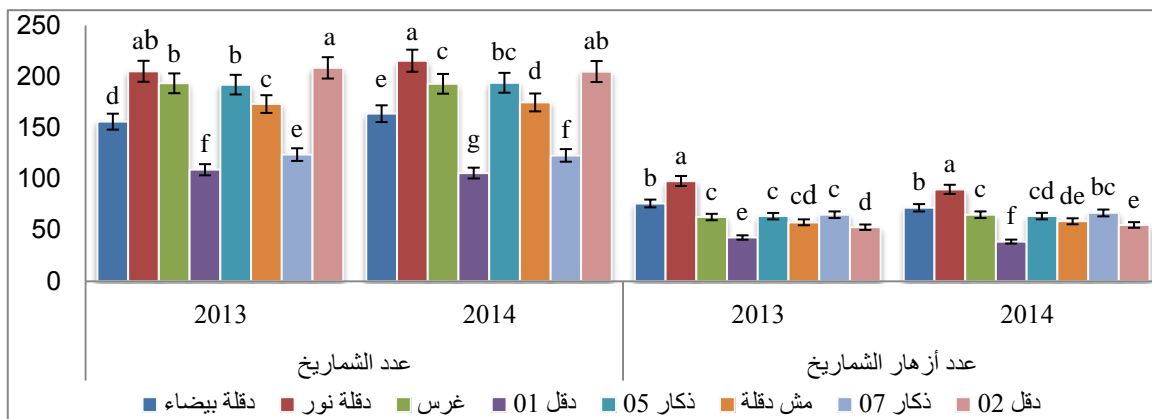 250
200
150
100
50
0
d ab b f b c e a
e a c g bc d f ab
b a c e c cd c d
b a c f cd de bc e
2013 2014 2013 2014
عدد الشماريخ عدد أزهار الشماريخ
دقلة بيضاء دقلة نور غرس دقل 01 ذكار 05 مش دقلة ذكار 07 دقل 02